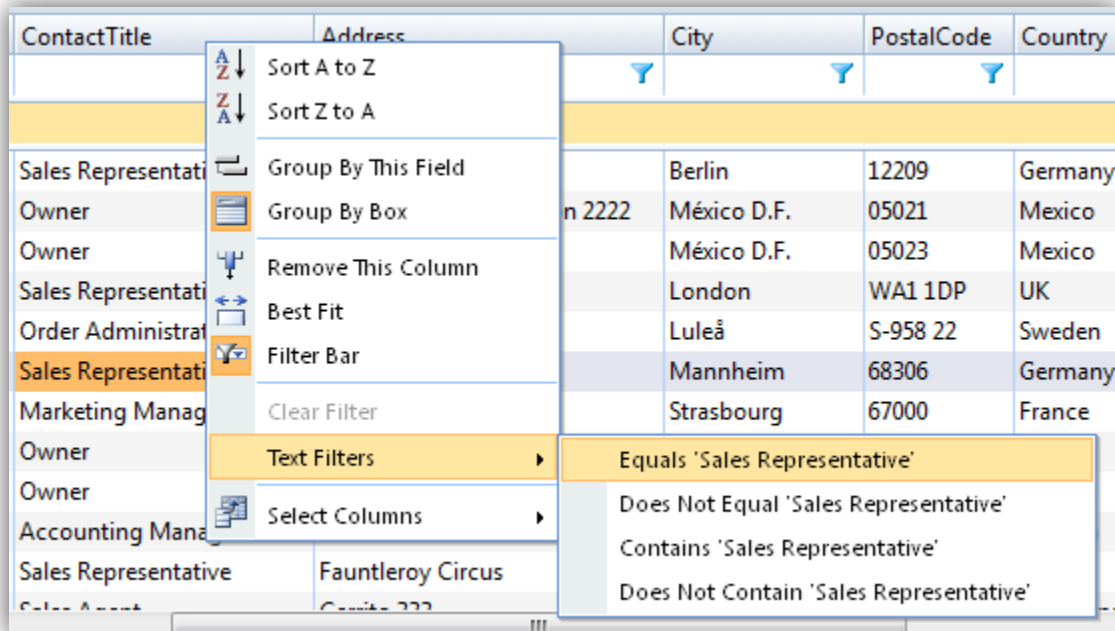 ContactTitle Address City PostalCode Country
Sort A to Z
Sort Z to A
Sales Representati Group By This Field Berlin 12209 Germany
Owner Group By Box n 2222 México D.F. 05021 Mexico
Owner Remove This Column México D.F. 05023 Mexico
Sales Representati Best Fit London WA1 1DP UK
Order Administrat Filter Bar Luleå S-958 22 Sweden
Sales Representati Mannheim 68306 Germany
Marketing Manag Clear Filter Strasbourg 67000 France
Owner Text Filters Equals 'Sales Representative'
Owner Does Not Equal 'Sales Representative'
Accounting Manag Select Columns Contains 'Sales Representative'
Sales Representative Fauntleroy Circus Does Not Contain 'Sales Representative'